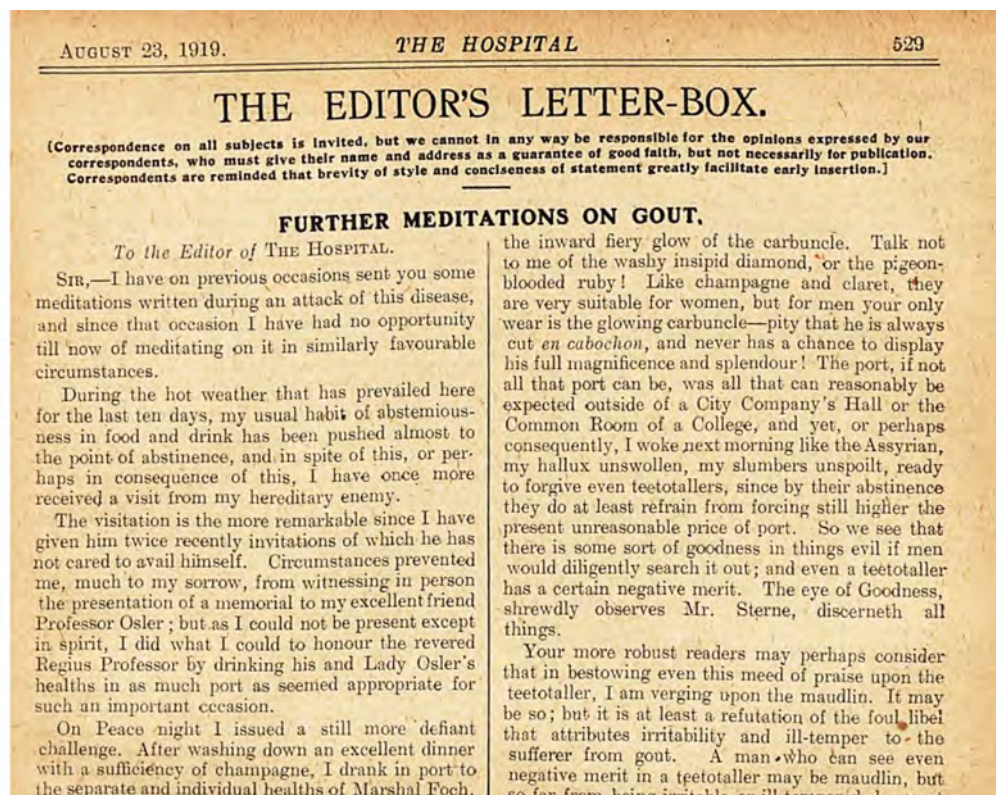 AUGUST 23, 1919. THE HOSPITAL 529
THE EDITOR'S LETTER-BOX.
[Correspondence on all subjects is invited, but we cannot in any way be responsible for the opinions expressed by our
correspondents, who must give their name and address as a guarantee of good faith, but not necessarily for publication.
Correspondents are reminded that brevity of style and conciseness of statement greatly facilitate early insertion.]
FURTHER MEDITATIONS ON GOUT.
To the Editor of THE HOSPITAL.
SIR,—I have on previous occasions sent you some
meditations written during an attack of this disease,
and since that occasion I have had no opportunity
till now of meditating on it in similarly favourable
circumstances.
During the hot weather that has prevailed here
for the last ten days, my usual habit of abstemious-
ness in food and drink has been pushed almost to
the point of abstinence, and in spite of this, or per-
haps in consequence of this, I have once more
received a visit from my hereditary enemy.
The visitation is the more remarkable since I have
given him twice recently invitations of which he has
not cared to avail himself. Circumstances prevented
me, much to my sorrow, from witnessing in person
the presentation of a memorial to my excellent friend
Professor Osler; but as I could not be present except
in spirit, I did what I could to honour the revered
Regius Professor by drinking his and Lady Osler's
healths in as much port as seemed appropriate for
such an important occasion.
On Peace night I issued a still more defiant
challenge. After washing down an excellent dinner
with a sufficiency of champagne, I drank in port to
the separate and individual healths of Marshal Foch,
the inward fiery glow of the carbuncle. Talk not
to me of the washy insipid diamond, or the pigeon-
blooded ruby! Like champagne and claret, they
are very suitable for women, but for men your only
wear is the glowing carbuncle—pity that he is always
cut en cabochon, and never has a chance to display
his full magnificence and splendour! The port, if not
all that port can be, was all that can reasonably be
expected outside of a City Company's Hall or the
Common Room of a College, and yet, or perhaps
consequently, I woke next morning like the Assyrian,
my hallux unswollen, my slumbers unspoilt, ready
to forgive even teetotallers, since by their abstinence
they do at least refrain from forcing still higher the
present unreasonable price of port. So we see that
there is some sort of goodness in things evil if men
would diligently search it out; and even a teetotaller
has a certain negative merit. The eye of Goodness,
shrewdly observes Mr. Sterne, discerneth all
things.
Your more robust readers may perhaps consider
that in bestowing even this meed of praise upon the
teetotaller, I am verging upon the maudlin. It may
be so; but it is at least a refutation of the foul libel
that attributes irritability and ill-temper to the
sufferer from gout. A man who can see even
negative merit in a teetotaller may be maudlin, but